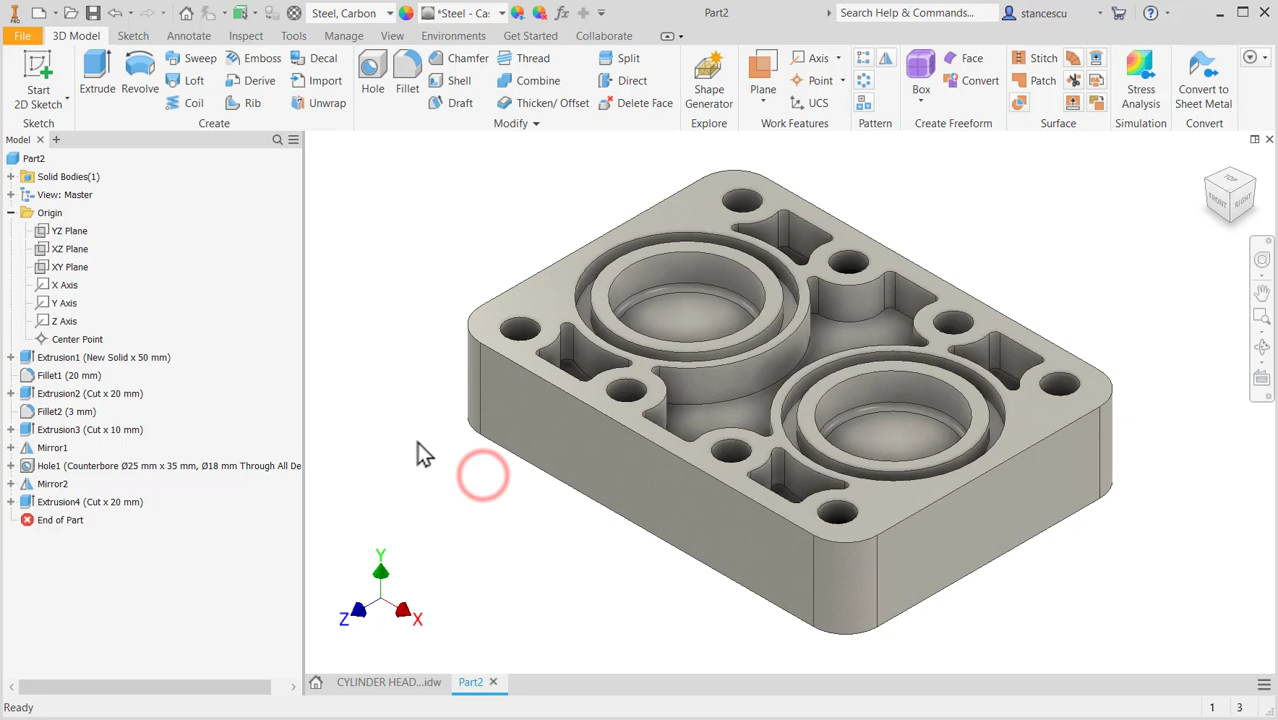 PRO
Steel, Carbon
*Steel - Ca:
fx
Part2
Search Help & Commands...
stancescu
File
3D Model
Sketch
Annotate
Inspect
Tools
Manage
View
Environments
Get Started
Collaborate
Start
2D Sketch
Extrude
Revolve
Sweep
Emboss
Decal
Loft
Derive
Import
Coil
Rib
Unwrap
Hole
Fillet
Chamfer
Thread
Split
Shell
Combine
Direct
Draft
Thicken/ Offset
Delete Face
Shape
Generator
Plane
Axis
Point
UCS
Box
Face
Convert
Stitch
Patch
Stress
Analysis
Convert to
Sheet Metal
Sketch
Create
Modify
Explore
Work Features
Pattern
Create Freeform
Surface
Simulation
Convert
Model
Part2
Solid Bodies(1)
View: Master
Origin
YZ Plane
XZ Plane
XY Plane
X Axis
Y Axis
Z Axis
Center Point
Extrusion1 (New Solid x 50 mm)
Fillet1 (20 mm)
Extrusion2 (Cut x 20 mm)
Fillet2 (3 mm)
Extrusion3 (Cut x 10 mm)
Mirror1
Hole1 (Counterbore Ø25 mm x 35 mm, Ø18 mm Through All De
Mirror2
Extrusion4 (Cut x 20 mm)
End of Part
TOP
FRONT
RIGHT
Y
Z
X
CYLINDER HEAD...idw
Part2
Ready
1
3